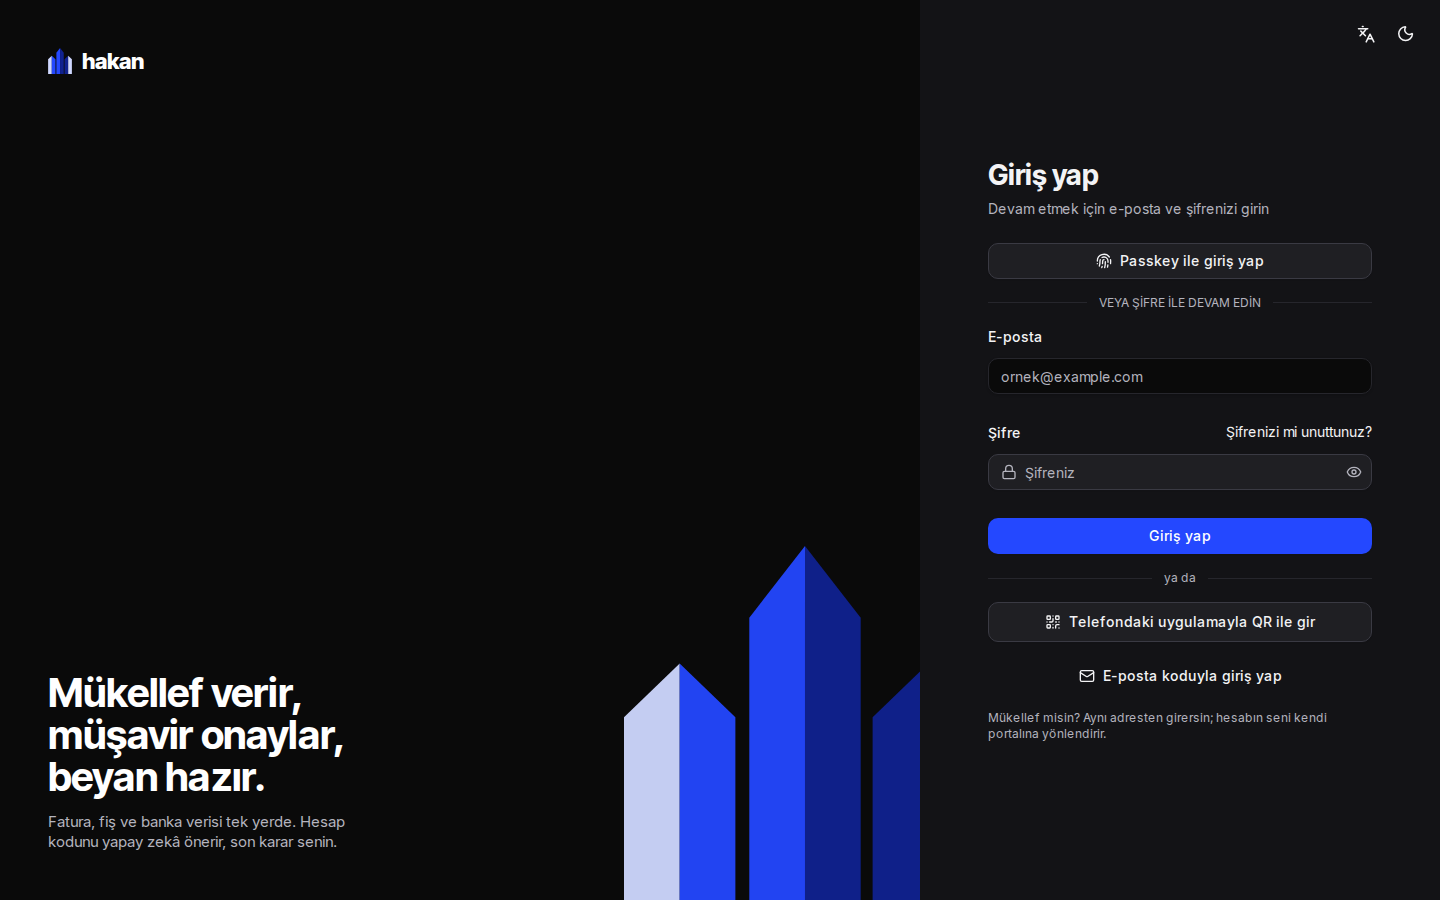 hakan
Mükellef verir,
müşavir onaylar,
beyan hazır.
Fatura, fiş ve banka verisi tek yerde. Hesap
kodunu yapay zekâ önerir, son karar senin.
Giriş yap
Devam etmek için e-posta ve şifrenizi girin
Passkey ile giriş yap
VEYA ŞİFRE İLE DEVAM EDİN
E-posta
ornek@example.com
Şifre
Şifrenizi mi unuttunuz?
Şifreniz
Giriş yap
ya da
Telefondaki uygulamayla QR ile gir
E-posta koduyla giriş yap
Mükellef misin? Aynı adresten girersin; hesabın seni kendi
portalına yönlendirir.